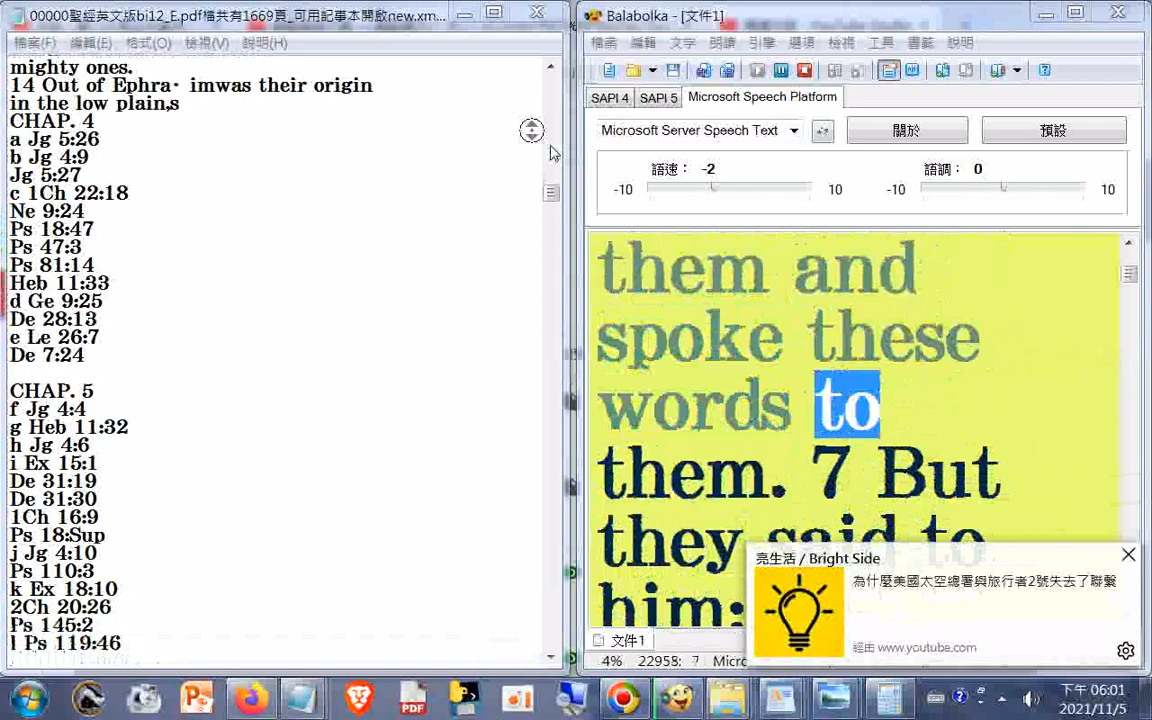 00000聖經英文版bi12_E.pdf檔共有1669頁_可用記事本開啟new.xm...
檔案(F) 編輯(E) 格式(O) 檢視(V) 說明(H)
mighty ones.
14 Out of Ephra· imwas their origin
in the low plain,s
CHAP. 4
a Jg 5:26
b Jg 4:9
Jg 5:27
c 1Ch 22:18
Ne 9:24
Ps 18:47
Ps 47:3
Ps 81:14
Heb 11:33
d Ge 9:25
De 28:13
e Le 26:7
De 7:24
CHAP. 5
f Jg 4:4
g Heb 11:32
h Jg 4:6
i Ex 15:1
De 31:19
De 31:30
1Ch 16:9
Ps 18:Sup
j Jg 4:10
Ps 110:3
k Ex 18:10
2Ch 20:26
Ps 145:2
l Ps 119:46
Balabolka - [文件1]
檔案 編輯 文字 朗讀 引擎 選項 檢視 工具 書籤 說明
SAPI 4 SAPI 5 Microsoft Speech Platform
Microsoft Server Speech Text 關於 預設
語速： -2 語調： 0
-10 10 -10 10
them and
spoke these
words to
them. 7 But
they said to
him:
亮生活 / Bright Side
為什麼美國太空總署與旅行者2號失去了聯繫
經由 www.youtube.com
文件1
4% 22958: ? Micro
下午 06:01
2021/11/5